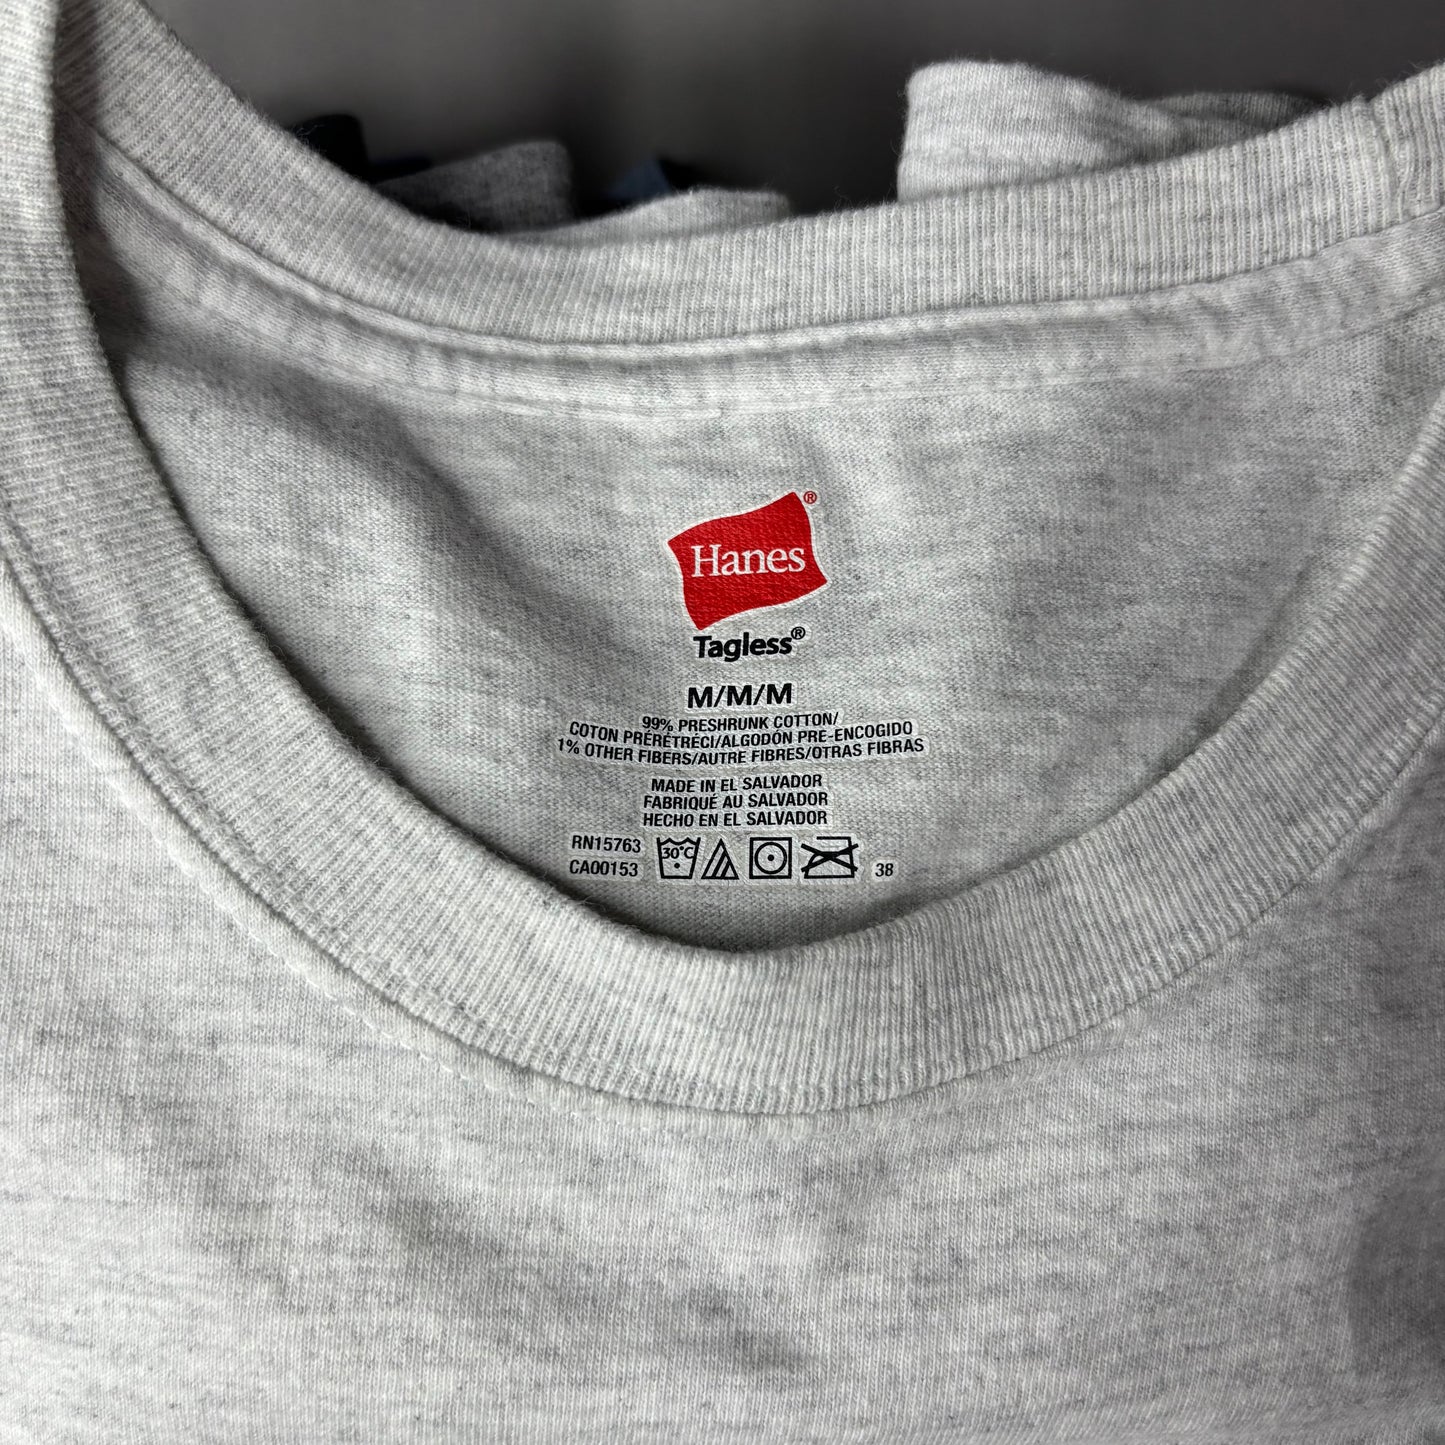 Hanes®
Tagless®
M/M/M
99% PRESHRUNK COTTON/
COTON PRÉRÉTRÉCI/ALGODÓN PRE-ENCOGIDO
1% OTHER FIBERS/AUTRE FIBRES/OTRAS FIBRAS
MADE IN EL SALVADOR
FABRIQUÉ AU SALVADOR
HECHO EN EL SALVADOR
RN15763
CA00153
30°C
38